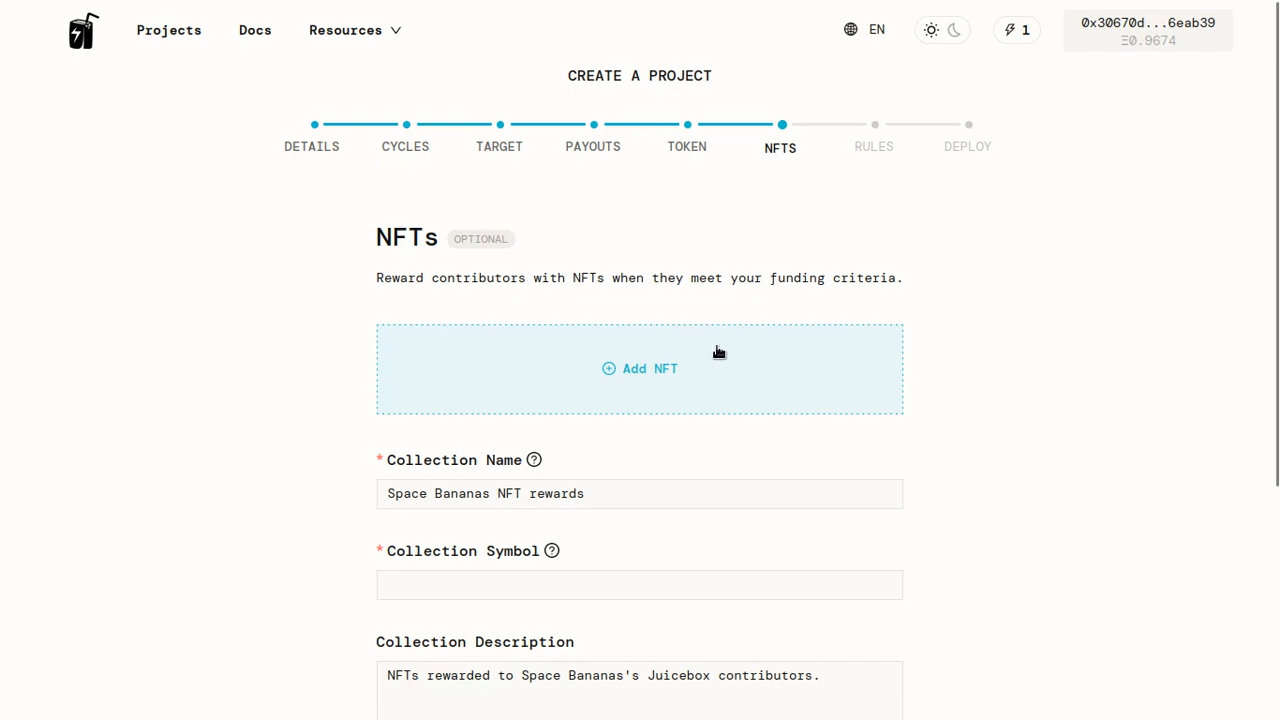 Projects Docs Resources EN 1 0x30670d...6eab39
Ξ0.9674
CREATE A PROJECT
DETAILS CYCLES TARGET PAYOUTS TOKEN NFTS RULES DEPLOY
NFTs OPTIONAL
Reward contributors with NFTs when they meet your funding criteria.
Add NFT
* Collection Name ?
Space Bananas NFT rewards
* Collection Symbol ?
Collection Description
NFTs rewarded to Space Bananas's Juicebox contributors.